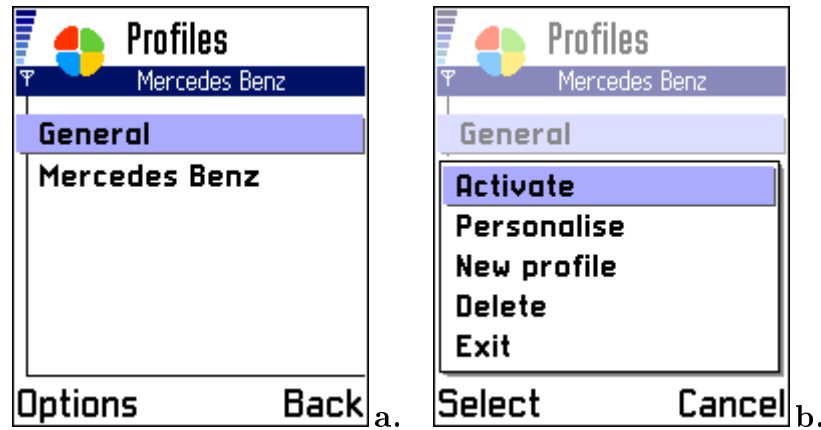 Profiles
Mercedes Benz
General
Mercedes Benz
Options Back
a.
Profiles
Mercedes Benz
General
Activate
Personalise
New profile
Delete
Exit
Select Cancel
b.